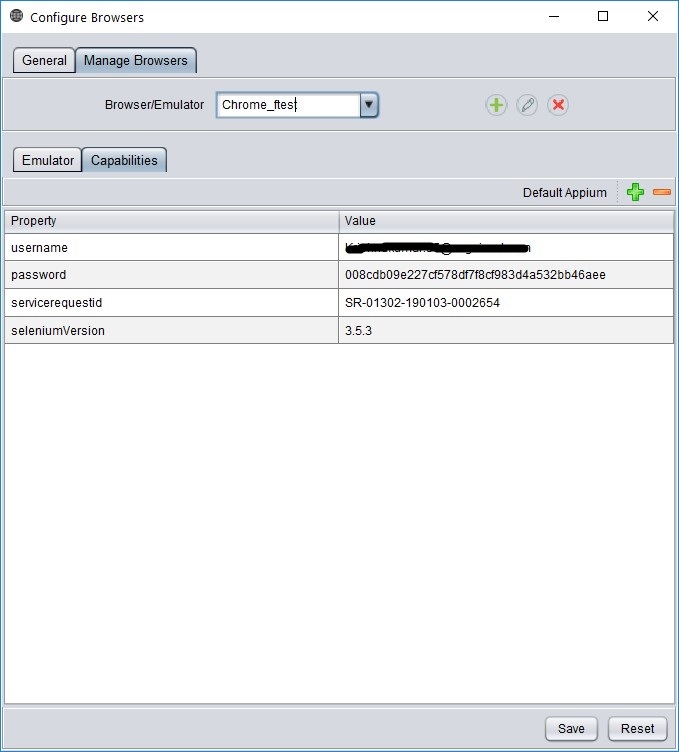 Configure Browsers
General Manage Browsers
Browser/Emulator Chrome_ftest
Emulator Capabilities
Default Appium
Property Value
username
password 008cdb09e227cf578df7f8cf983d4a532bb46aee
servicerequestid SR-01302-190103-0002654
seleniumVersion 3.5.3
Save Reset